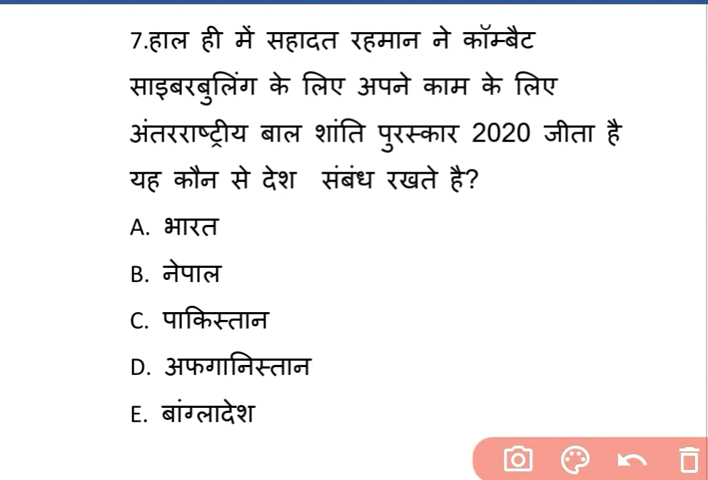 7.हाल ही में सहादत रहमान ने कॉम्बैट
साइबरबुलिंग के लिए अपने काम के लिए
अंतरराष्ट्रीय बाल शांति पुरस्कार 2020 जीता है
यह कौन से देश संबंध रखते है?
A. भारत
B. नेपाल
C. पाकिस्तान
D. अफगानिस्तान
E. बांग्लादेश